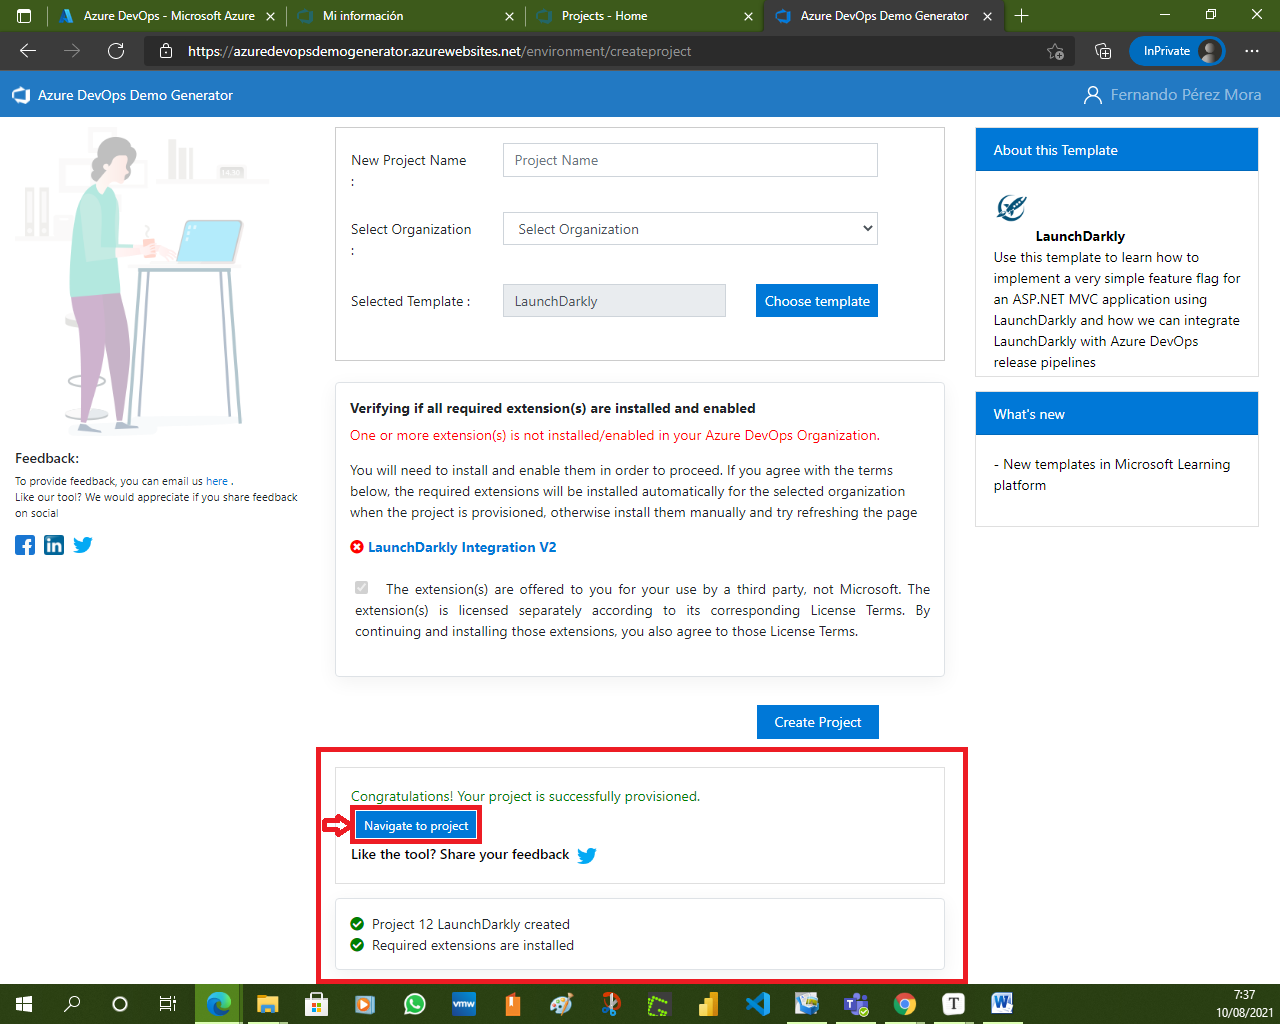 Azure DevOps - Microsoft Azure
Mi información
Projects - Home
Azure DevOps Demo Generator
https://azuredevopsdemogenerator.azurewebsites.net/environment/createproject
InPrivate
Azure DevOps Demo Generator
Fernando Pérez Mora
14:30
Feedback:
To provide feedback, you can email us here .
Like our tool? We would appreciate if you share feedback
on social
New Project Name
:
Project Name
Select Organization
:
Select Organization
Selected Template :
LaunchDarkly
Choose template
Verifying if all required extension(s) are installed and enabled
One or more extension(s) is not installed/enabled in your Azure DevOps Organization.
You will need to install and enable them in order to proceed. If you agree with the terms
below, the required extensions will be installed automatically for the selected organization
when the project is provisioned, otherwise install them manually and try refreshing the page
LaunchDarkly Integration V2
The extension(s) are offered to you for your use by a third party, not Microsoft. The
extension(s) is licensed separately according to its corresponding License Terms. By
continuing and installing those extensions, you also agree to those License Terms.
Create Project
Congratulations! Your project is successfully provisioned.
Navigate to project
Like the tool? Share your feedback
Project 12 LaunchDarkly created
Required extensions are installed
About this Template
LaunchDarkly
Use this template to learn how to
implement a very simple feature flag for
an ASP.NET MVC application using
LaunchDarkly and how we can integrate
LaunchDarkly with Azure DevOps
release pipelines
What's new
- New templates in Microsoft Learning
platform
vmw
T
W
7:37
10/08/2021